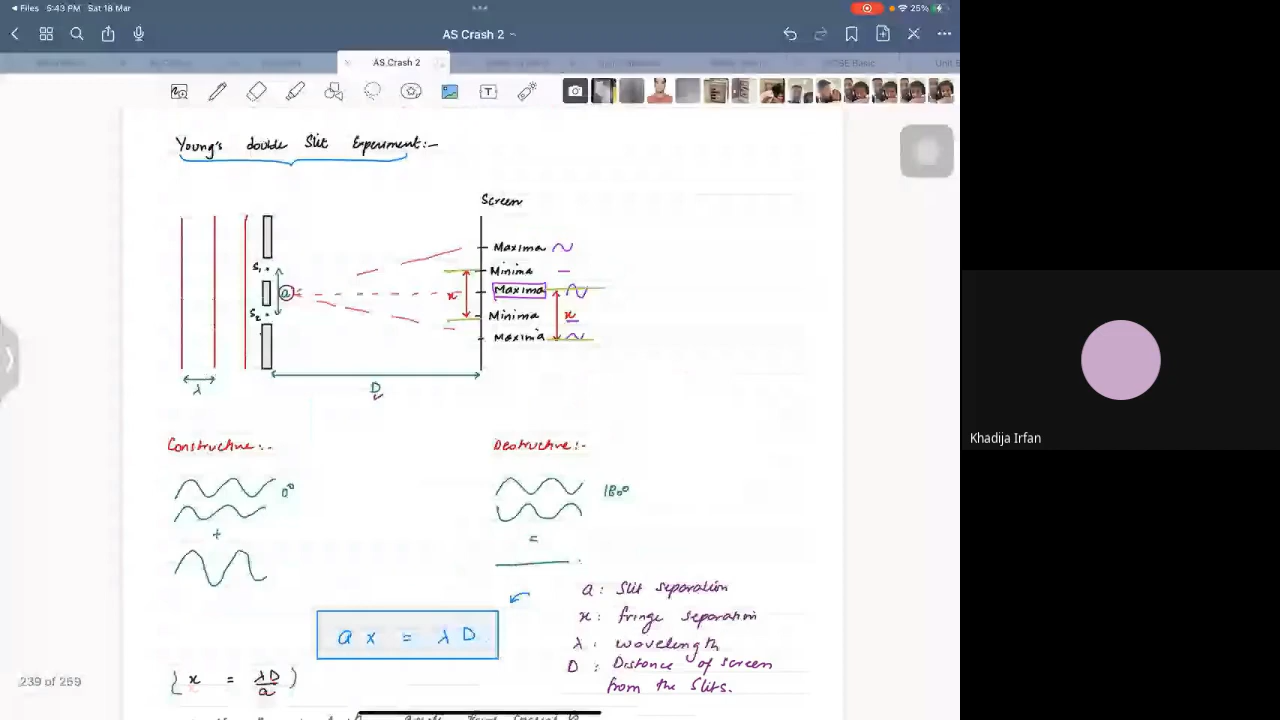 Files 5:43 PM Sat 18 Mar 25%
AS Crash 2
AS Crash 2
Young's double Slit Experiment:-
Screen
Maxima
S1
Minima
a
x
Maxima
S2
Minima
x
Maxima
λ
D
Constructive:-
Destructive:-
0°
180°
+
=
a : Slit separation
x : fringe separation
a x = λ D
λ : wavelength
D : Distance of screen
from the Slits.
{ x = λD/a )
239 of 259
Khadija Irfan